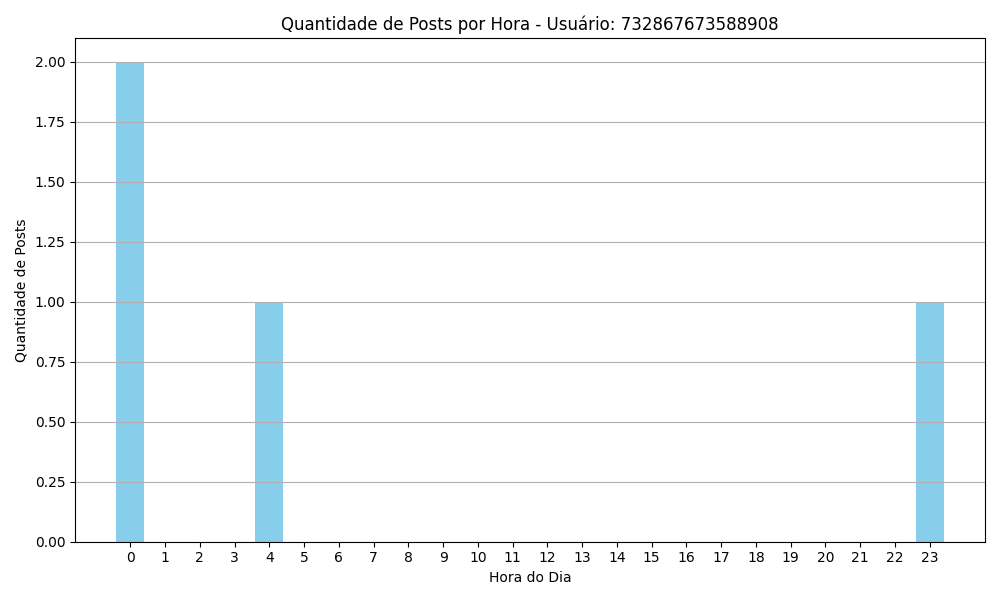 Quantidade de Posts por Hora - Usuário: 732867673588908
2.00
1.75
1.50
1.25
1.00
0.75
0.50
0.25
0.00
Quantidade de Posts
0 1 2 3 4 5 6 7 8 9 10 11 12 13 14 15 16 17 18 19 20 21 22 23
Hora do Dia